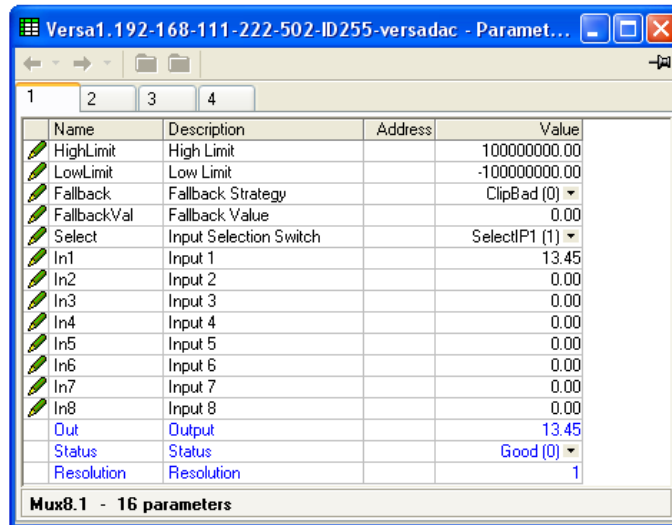 Versa1.192-168-111-222-502-ID255-versadac - Paramet...
1 2 3 4
Name Description Address Value
HighLimit High Limit 100000000.00
LowLimit Low Limit -100000000.00
Fallback Fallback Strategy ClipBad (0)
FallbackVal Fallback Value 0.00
Select Input Selection Switch SelectIP1 (1)
In1 Input 1 13.45
In2 Input 2 0.00
In3 Input 3 0.00
In4 Input 4 0.00
In5 Input 5 0.00
In6 Input 6 0.00
In7 Input 7 0.00
In8 Input 8 0.00
Out Output 13.45
Status Status Good (0)
Resolution Resolution 1
Mux8.1 - 16 parameters